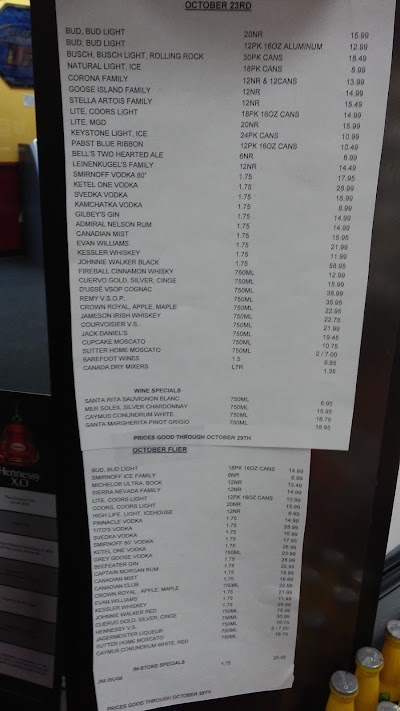 OCTOBER 23RD
BUD, BUD LIGHT 20NR 15.99
BUD, BUD LIGHT 12PK 16OZ ALUMINUM 12.99
BUSCH, BUSCH LIGHT, ROLLING ROCK 30PK CANS 18.49
NATURAL LIGHT, ICE 18PK CANS 8.99
CORONA FAMILY 12NR & 12CANS 13.99
GOOSE ISLAND FAMILY 12NR 14.99
STELLA ARTOIS FAMILY 12NR 15.49
LITE, COORS LIGHT 18PK 16OZ CANS 14.99
LITE, MGD 20NR 15.99
KEYSTONE LIGHT, ICE 24PK CANS 10.99
PABST BLUE RIBBON 12PK 16OZ CANS 10.49
BELL'S TWO HEARTED ALE 6NR 8.99
LEINENKUGEL'S FAMILY 12NR 14.49
SMIRNOFF VODKA 80° 1.75 17.95
KETEL ONE VODKA 1.75 28.99
SVEDKA VODKA 1.75 15.99
KAMCHATKA VODKA 1.75 8.99
GILBEY'S GIN 1.75 14.99
ADMIRAL NELSON RUM 1.75 14.99
CANADIAN MIST 1.75 15.95
EVAN WILLIAMS 1.75 21.99
KESSLER WHISKEY 1.75 11.99
JOHNNIE WALKER BLACK 1.75 58.95
FIREBALL CINNAMON WHISKY 750ML 12.99
CUERVO GOLD, SILVER, CINGE 750ML 15.99
D'USSÉ VSOP COGNAC 750ML 38.99
REMY V.S.O.P. 750ML 35.99
CROWN ROYAL, APPLE, MAPLE 750ML 22.95
JAMESON IRISH WHISKEY 750ML 22.75
COURVOISIER V.S. 750ML 21.99
JACK DANIEL'S 750ML 19.45
CUPCAKE MOSCATO 750ML 10.75
SUTTER HOME MOSCATO 750ML 2 / 7.00
BAREFOOT WINES 1.5 9.65
CANADA DRY MIXERS LTR 1.35
WINE SPECIALS
SANTA RITA SAUVIGNON BLANC 750ML 8.95
MER SOLEIL SILVER CHARDONNAY 750ML 15.95
CAYMUS CONUNDRUM WHITE 750ML 18.75
SANTA MARGHERITA PINOT GRIGIO 750ML 18.95
PRICES GOOD THROUGH OCTOBER 29TH
OCTOBER FLIER
BUD, BUD LIGHT 18PK 16OZ CANS 14.99
SMIRNOFF ICE FAMILY 6NR 6.99
MICHELOB ULTRA, BOCK 12NR 13.49
SIERRA NEVADA FAMILY 12NR 14.99
LITE, COORS LIGHT 12PK 16OZ CANS 10.99
COORS, COORS LIGHT 20NR 15.99
HIGH LIFE, LIGHT, ICEHOUSE 12NR 8.99
PINNACLE VODKA 1.75
TITO'S VODKA 1.75
SVEDKA VODKA 1.75
SMIRNOFF 80° VODKA 1.75
KETEL ONE VODKA 1.75
GREY GOOSE VODKA 750ML
BEEFEATER GIN 1.75
CAPTAIN MORGAN RUM 1.75
CANADIAN MIST 1.75
CANADIAN CLUB 1.75
CROWN ROYAL, APPLE, MAPLE 750ML
EVAN WILLIAMS 1.75
KESSLER WHISKEY 1.75
JOHNNIE WALKER RED 1.75
CUERVO GOLD, SILVER, CINGE 750ML
HENNESSY V.S. 750ML
JAGERMEISTER LIQUEUR 750ML
SUTTER HOME MOSCATO 750ML 2 / 7.00
CAYMUS CONUNDRUM WHITE, RED 750ML 18.75
IN-STORE SPECIALS
JIM BEAM 1.75
PRICES GOOD THROUGH OCTOBER 29TH
Hennessy
XO